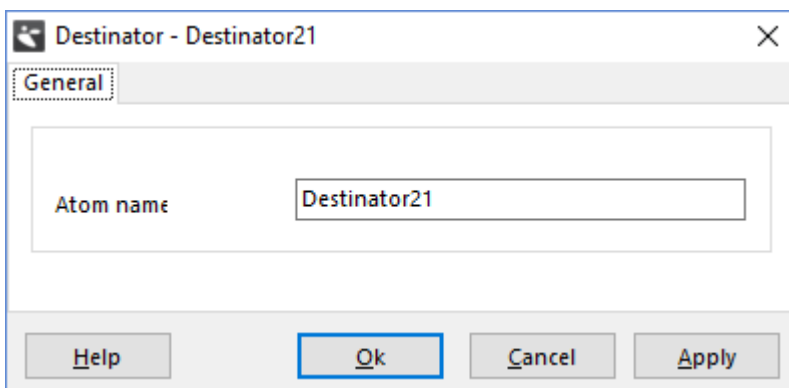 Destinator - Destinator21
General
Atom name
Destinator21
Help Ok Cancel Apply